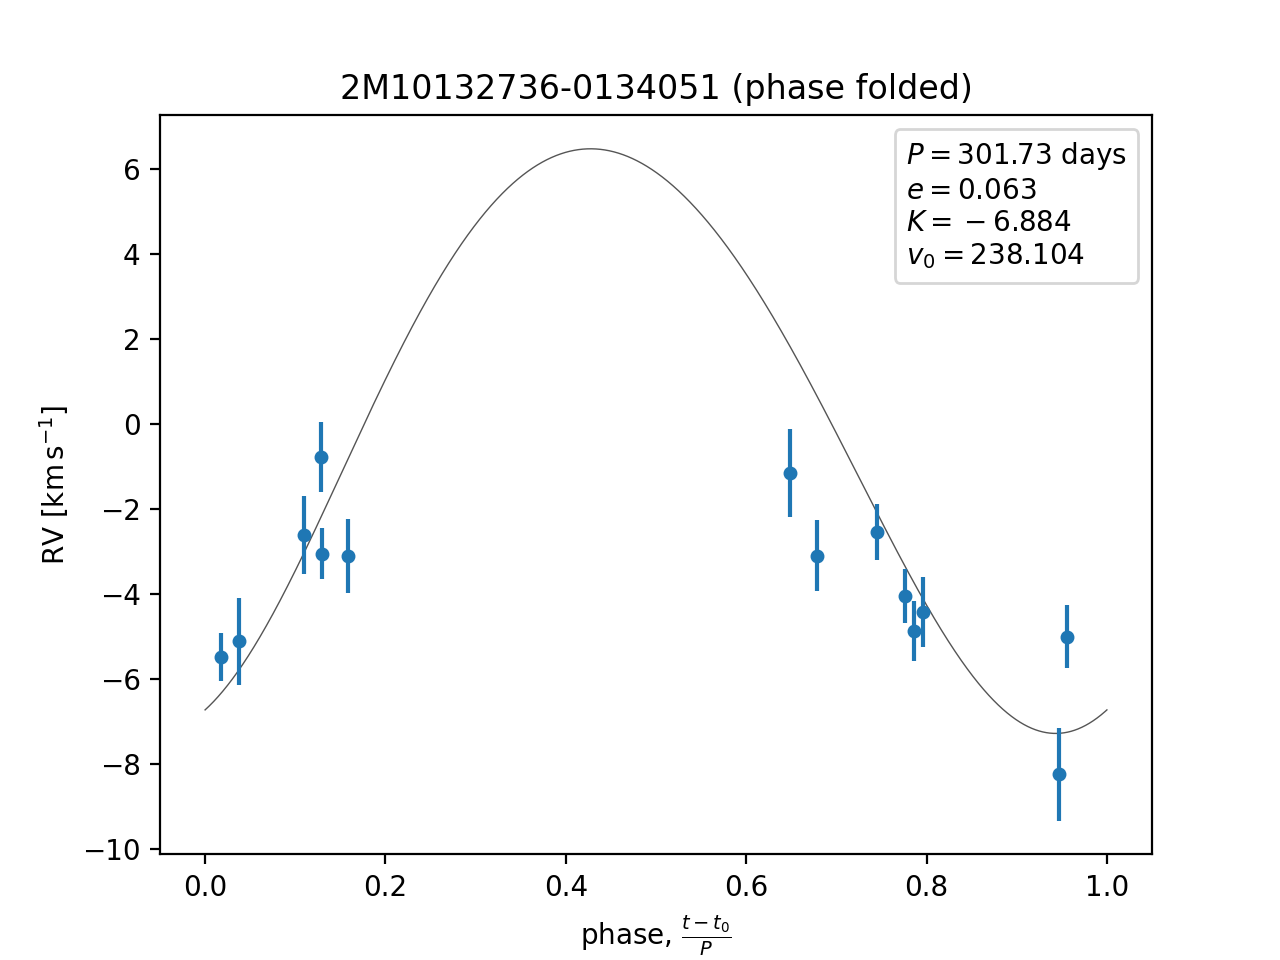 2M10132736-0134051 (phase folded)
P = 301.73 days
e = 0.063
K = −6.884
v₀ = 238.104
6
4
2
0
−2
−4
−6
−8
−10
RV [km s⁻¹]
0.0 0.2 0.4 0.6 0.8 1.0
phase, (t − t₀)/P